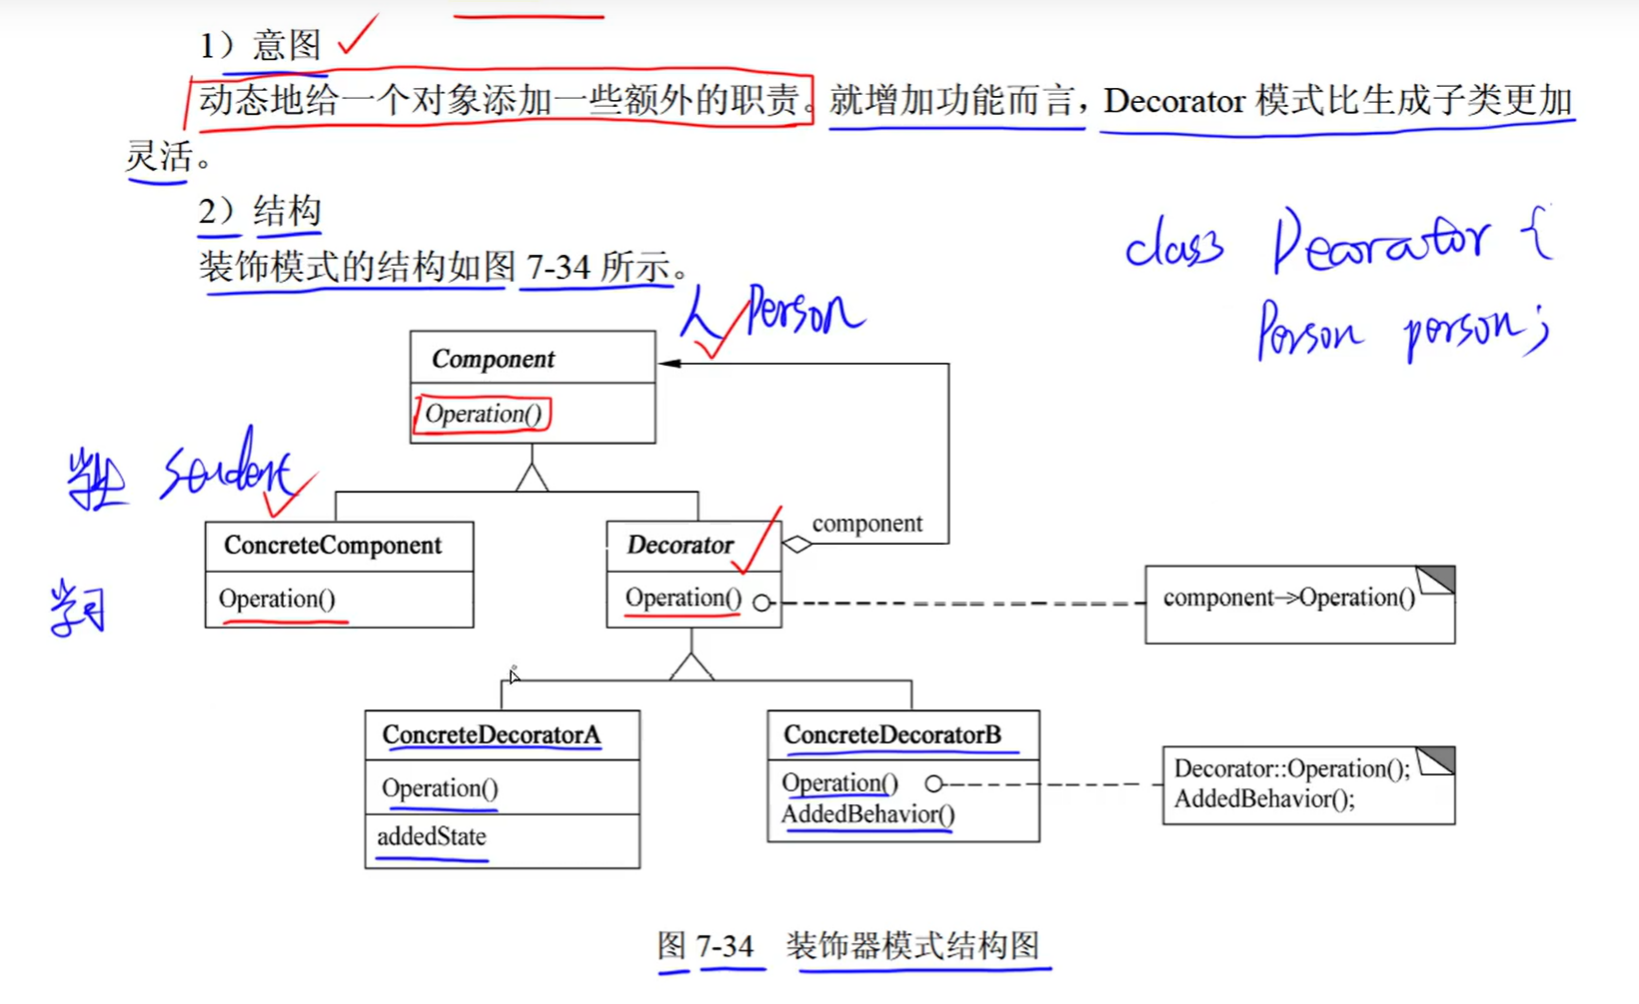 1）意图
动态地给一个对象添加一些额外的职责。就增加功能而言，Decorator 模式比生成子类更加
灵活。
2）结构
装饰模式的结构如图 7-34 所示。
class Decorator {
Person person;
人 Person
Component
Operation()
学生 Student
component
ConcreteComponent
Operation()
Decorator
Operation()
component->Operation()
学习
ConcreteDecoratorA
Operation()
addedState
ConcreteDecoratorB
Operation()
AddedBehavior()
Decorator::Operation();
AddedBehavior();
图 7-34 装饰器模式结构图